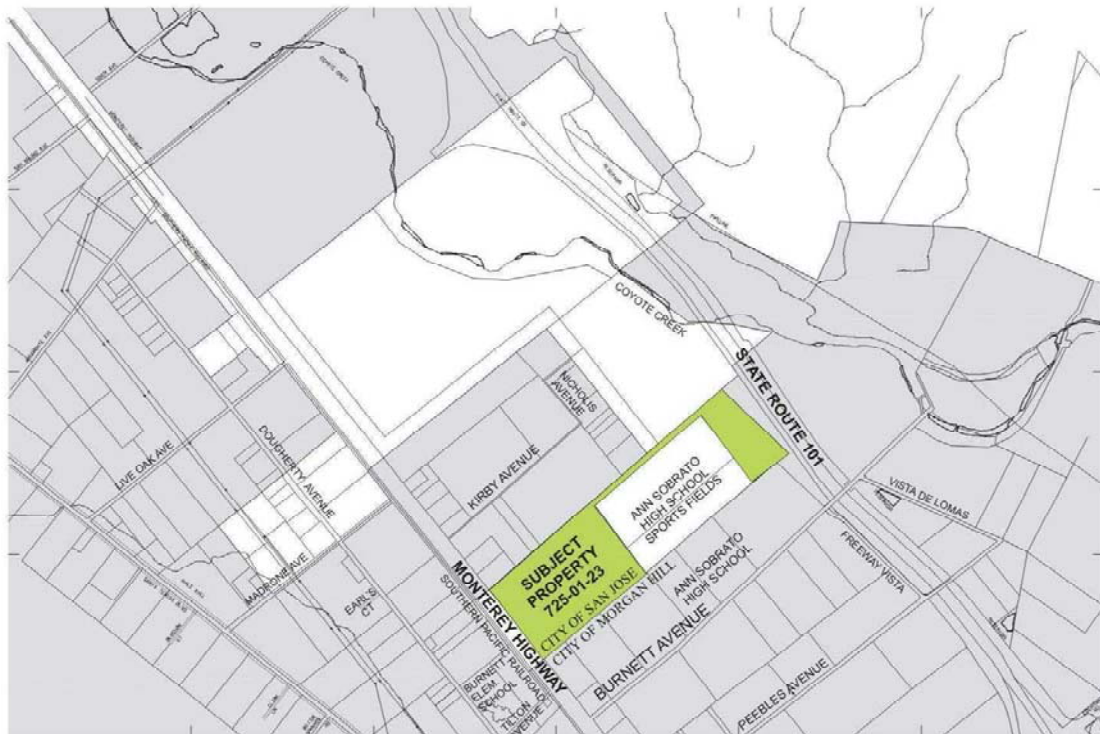 COYOTE CREEK
STATE ROUTE 101
NICHOLIS
AVENUE
KIRBY AVENUE
LIVE OAK AVE
DOUGHERTY AVENUE
MADRONE AVE
EARL'S
CT
ANN SOBRATO
HIGH SCHOOL
SPORTS FIELDS
SUBJECT
PROPERTY
725-01-23
CITY OF SAN JOSE
CITY OF MORGAN HILL
ANN SOBRATO
HIGH SCHOOL
MONTEREY HIGHWAY
SOUTHERN PACIFIC RAILROAD
BURNETT
ELEM
SCHOOL
TILTON
AVENUE
BURNETT AVENUE
PEEBLES AVENUE
VISTA DE LOMAS
FREEWAY VISTA